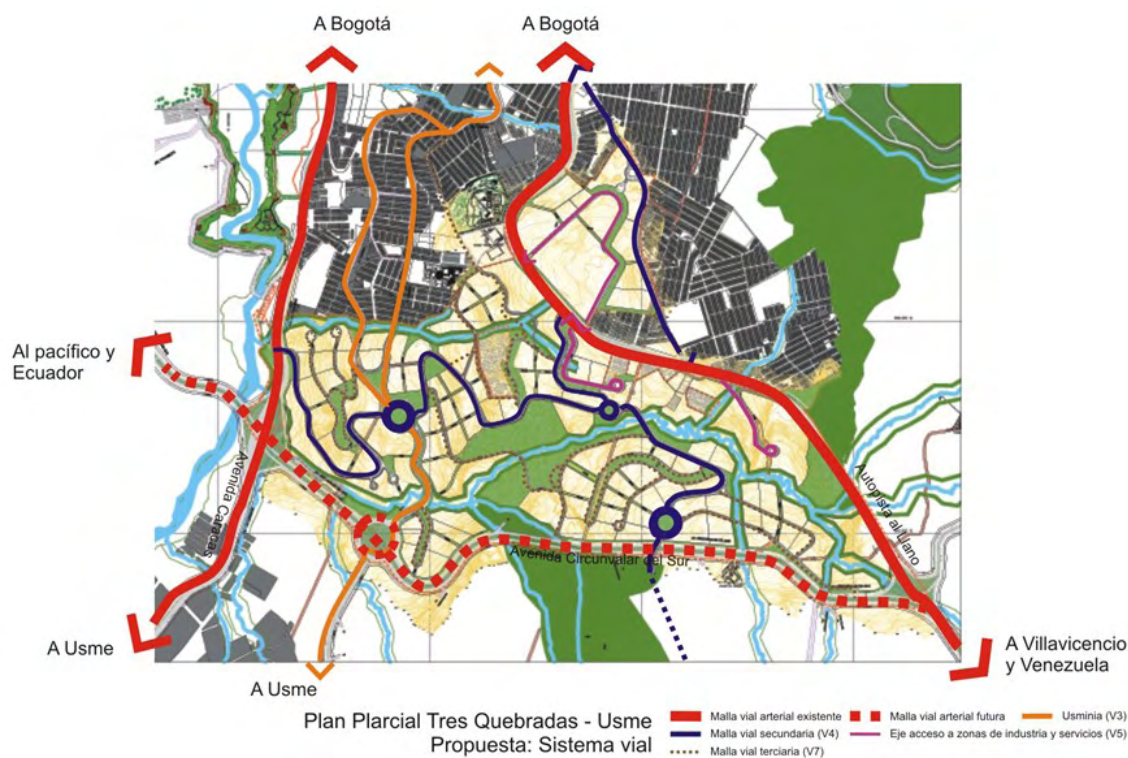 A Bogotá
A Bogotá
Al pacífico y
Ecuador
Avenida Caracas
Autopista al Llano
Avenida Circunvalar del Sur
A Usme
A Usme
A Villavicencio
y Venezuela
Plan Plarcial Tres Quebradas - Usme
Propuesta: Sistema vial
Malla vial arterial existente
Malla vial arterial futura
Usminia (V3)
Malla vial secundaria (V4)
Eje acceso a zonas de industria y servicios (V5)
Malla vial terciaria (V7)